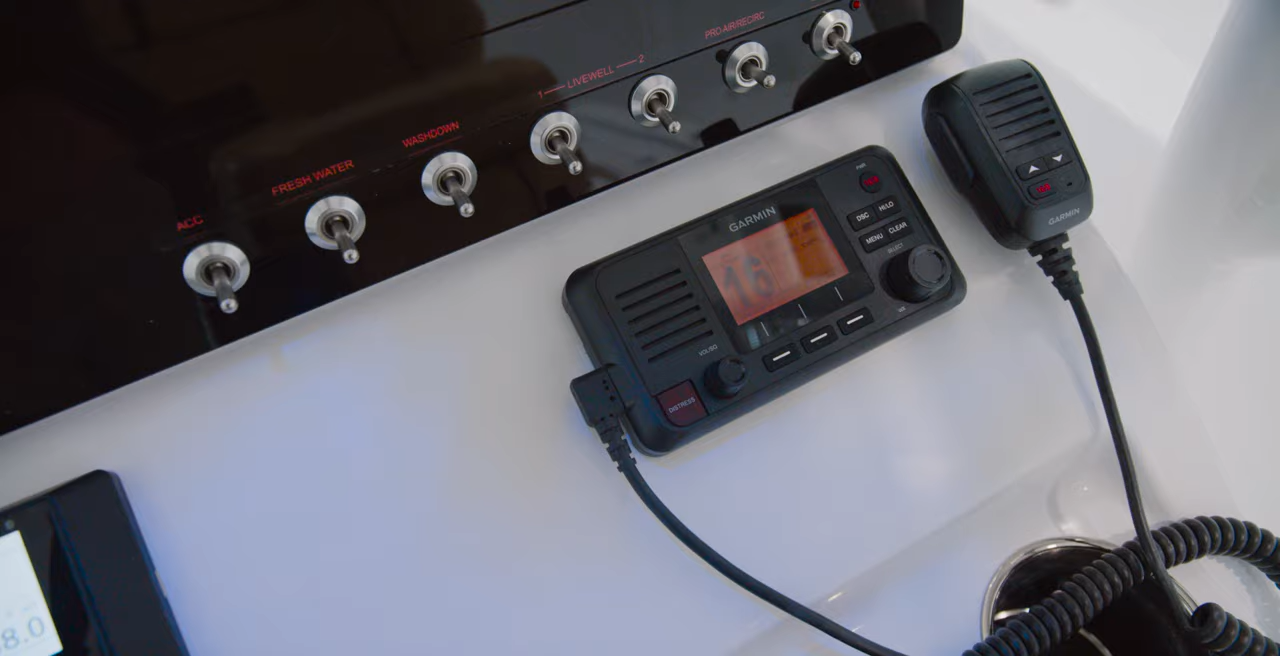 ACC
FRESH WATER
WASHDOWN
1 — LIVEWELL — 2
PRO AIR/RECIRC
GARMIN
16
DSC
HI/LO
MENU
CLEAR
SELECT
VOL/SQ
DISTRESS
GARMIN
8.0